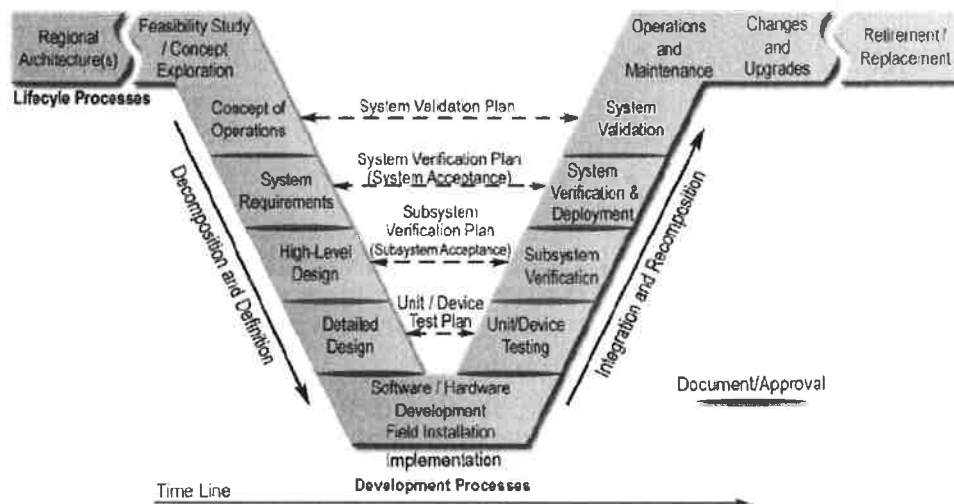 Regional
Architecture(s)
Feasibility Study
/ Concept
Exploration
Operations
and
Maintenance
Changes
and
Upgrades
Retirement /
Replacement
Lifecyle Processes
Concept of
Operations
System Validation Plan
System
Validation
System
Requirements
System Verification Plan
(System Acceptance)
System
Verification &
Deployment
High-Level
Design
Subsystem
Verification Plan
(Subsystem Acceptance)
Subsystem
Verification
Detailed
Design
Unit / Device
Test Plan
Unit/Device
Testing
Decomposition and Definition
Integration and Recomposition
Software / Hardware
Development
Field Installation
Document/Approval
Implementation
Time Line
Development Processes